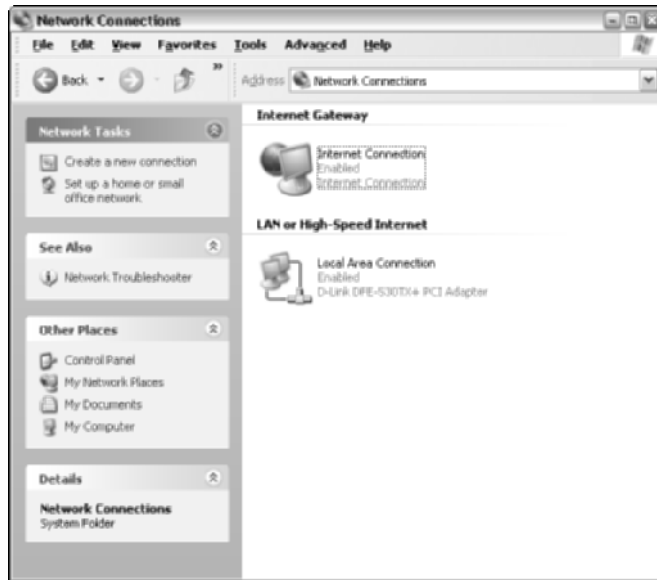 Network Connections
File Edit View Favorites Tools Advanced Help
Back
Address Network Connections
Network Tasks
Create a new connection
Set up a home or small
office network
See Also
Network Troubleshooter
Other Places
Control Panel
My Network Places
My Documents
My Computer
Details
Network Connections
System Folder
Internet Gateway
Internet Connection
Enabled
Internet Connection
LAN or High-Speed Internet
Local Area Connection
Enabled
D-Link DFE-530TX+ PCI Adapter